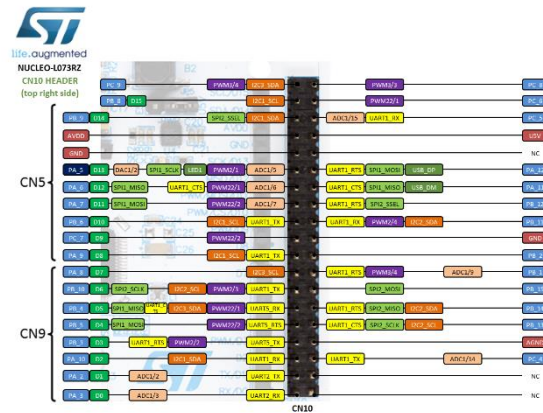 life.augmented
NUCLEO-L073RZ
CN10 HEADER
(top right side)
PC_9 PWM3/4 I2C3_SDA PWM3/3
PB_8 D15 I2C1_SCL PWM22/1
D14 SPI2_SSEL ADC1/15 UART1_RX
AVDD U5V
GND NC
CN5
D13 DAC1/2 SPI1_SCLK LED1 PWM2/1 ADC1/5 UART1_RTS SPI1_MOSI USB_DP
PA_6 D12 SPI1_MISO UART1_CTS PWM22/1 ADC1/6 UART1_CTS SPI1_MISO USB_DM
PA_7 D11 SPI1_MOSI PWM22/2 ADC1/7 UART1_RTS SPI2_SSEL
PB_6 D10 I2C1_SCL UART1_TX UART1_RX PWM2/4 I2C2_SDA
PC_7 D9 PWM22/2 GND
PA_9 D8 I2C1_SCL UART1_TX
CN9
PA_8 D7 I2C3_SCL UART1_RTS PWM3/4 ADC1/9
PB_10 D6 SPI2_SCLK I2C2_SCL PWM2/3 UART1_TX SPI2_MOSI
PB_4 D5 SPI1_MISO I2C3_SDA PWM22/1 UART1_RX UART1_RTS SPI2_MISO I2C2_SDA
PB_5 D4 SPI1_MOSI PWM22/2 UART5_RTS UART1_CTS SPI2_SCLK I2C2_SCL
PB_3 D3 UART1_RTS PWM2/2 UART5_TX AGND
PA_10 D2 I2C1_SDA UART1_RX UART1_TX ADC1/14
PA_2 D1 ADC1/2 UART2_TX NC
PA_3 D0 ADC1/3 UART2_RX NC
CN10